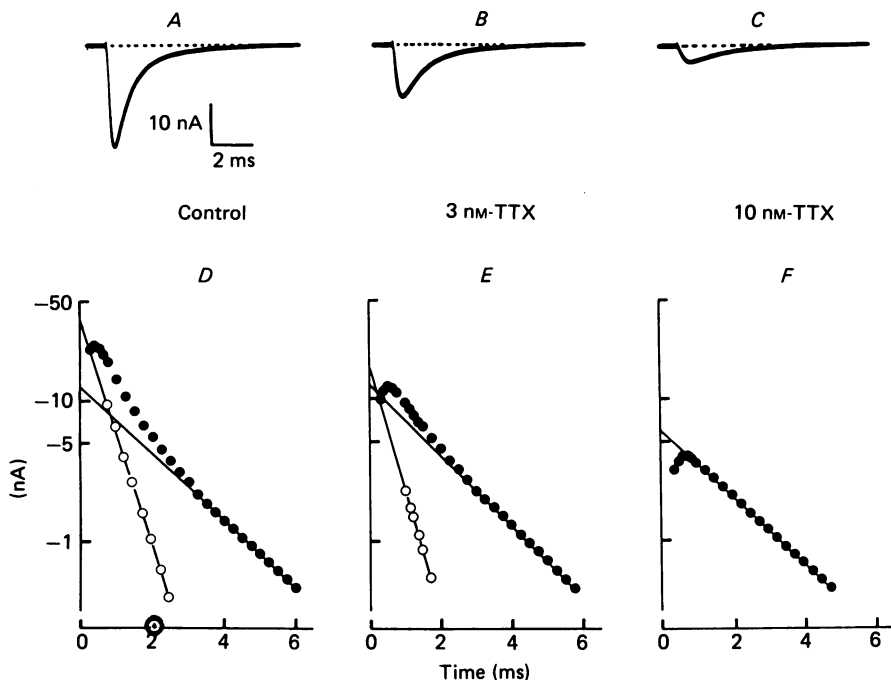 A
B
C
10 nA
2 ms
Control
3 nM-TTX
10 nM-TTX
D
E
F
−50
−10
−5
−1
(nA)
0 2 4 6
0 2 4 6
0 2 4 6
Time (ms)